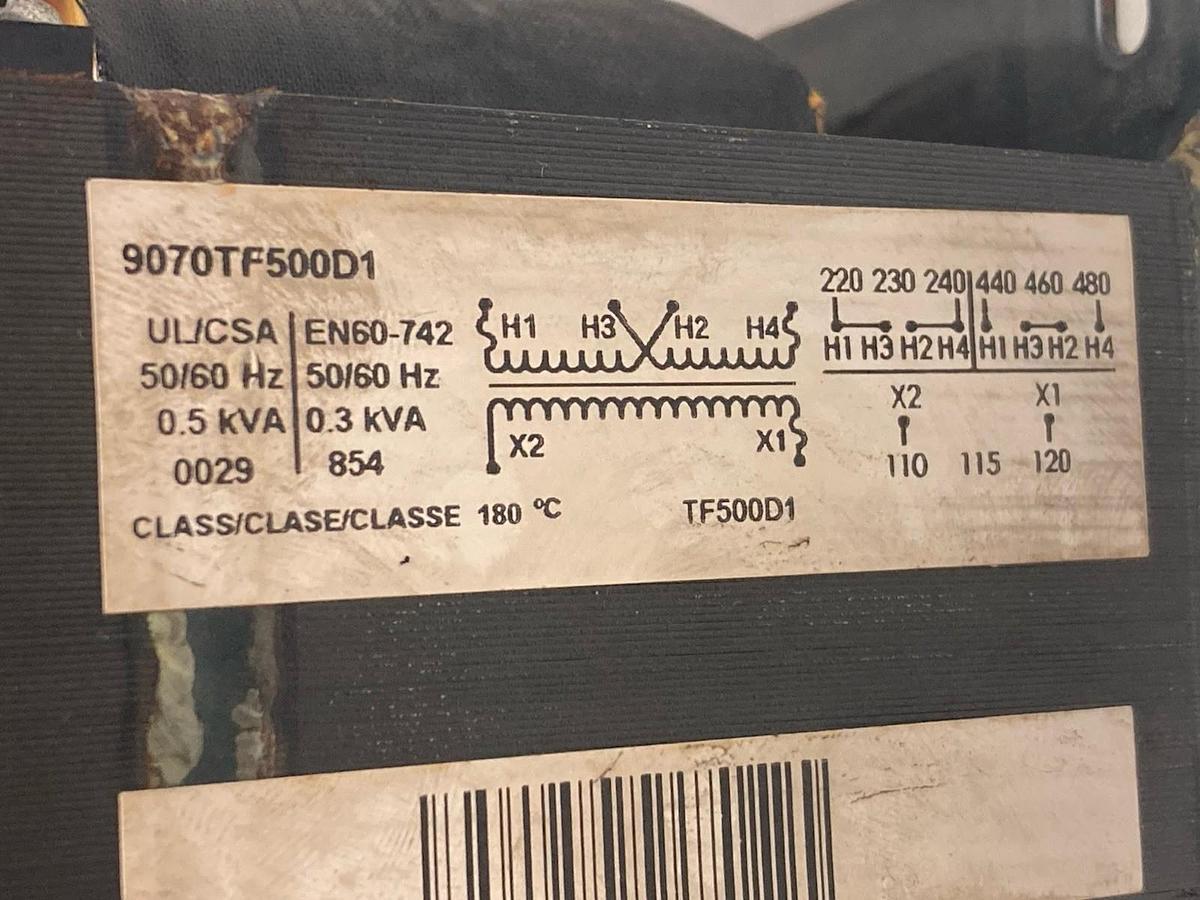 9070TF500D1
UL/CSA EN60-742
50/60 Hz 50/60 Hz
0.5 kVA 0.3 kVA
0029 854
CLASS/CLASE/CLASSE 180 ºC
H1 H3 H2 H4
X2 X1
TF500D1
220 230 240 440 460 480
H1 H3 H2 H4 H1 H3 H2 H4
X2 X1
110 115 120